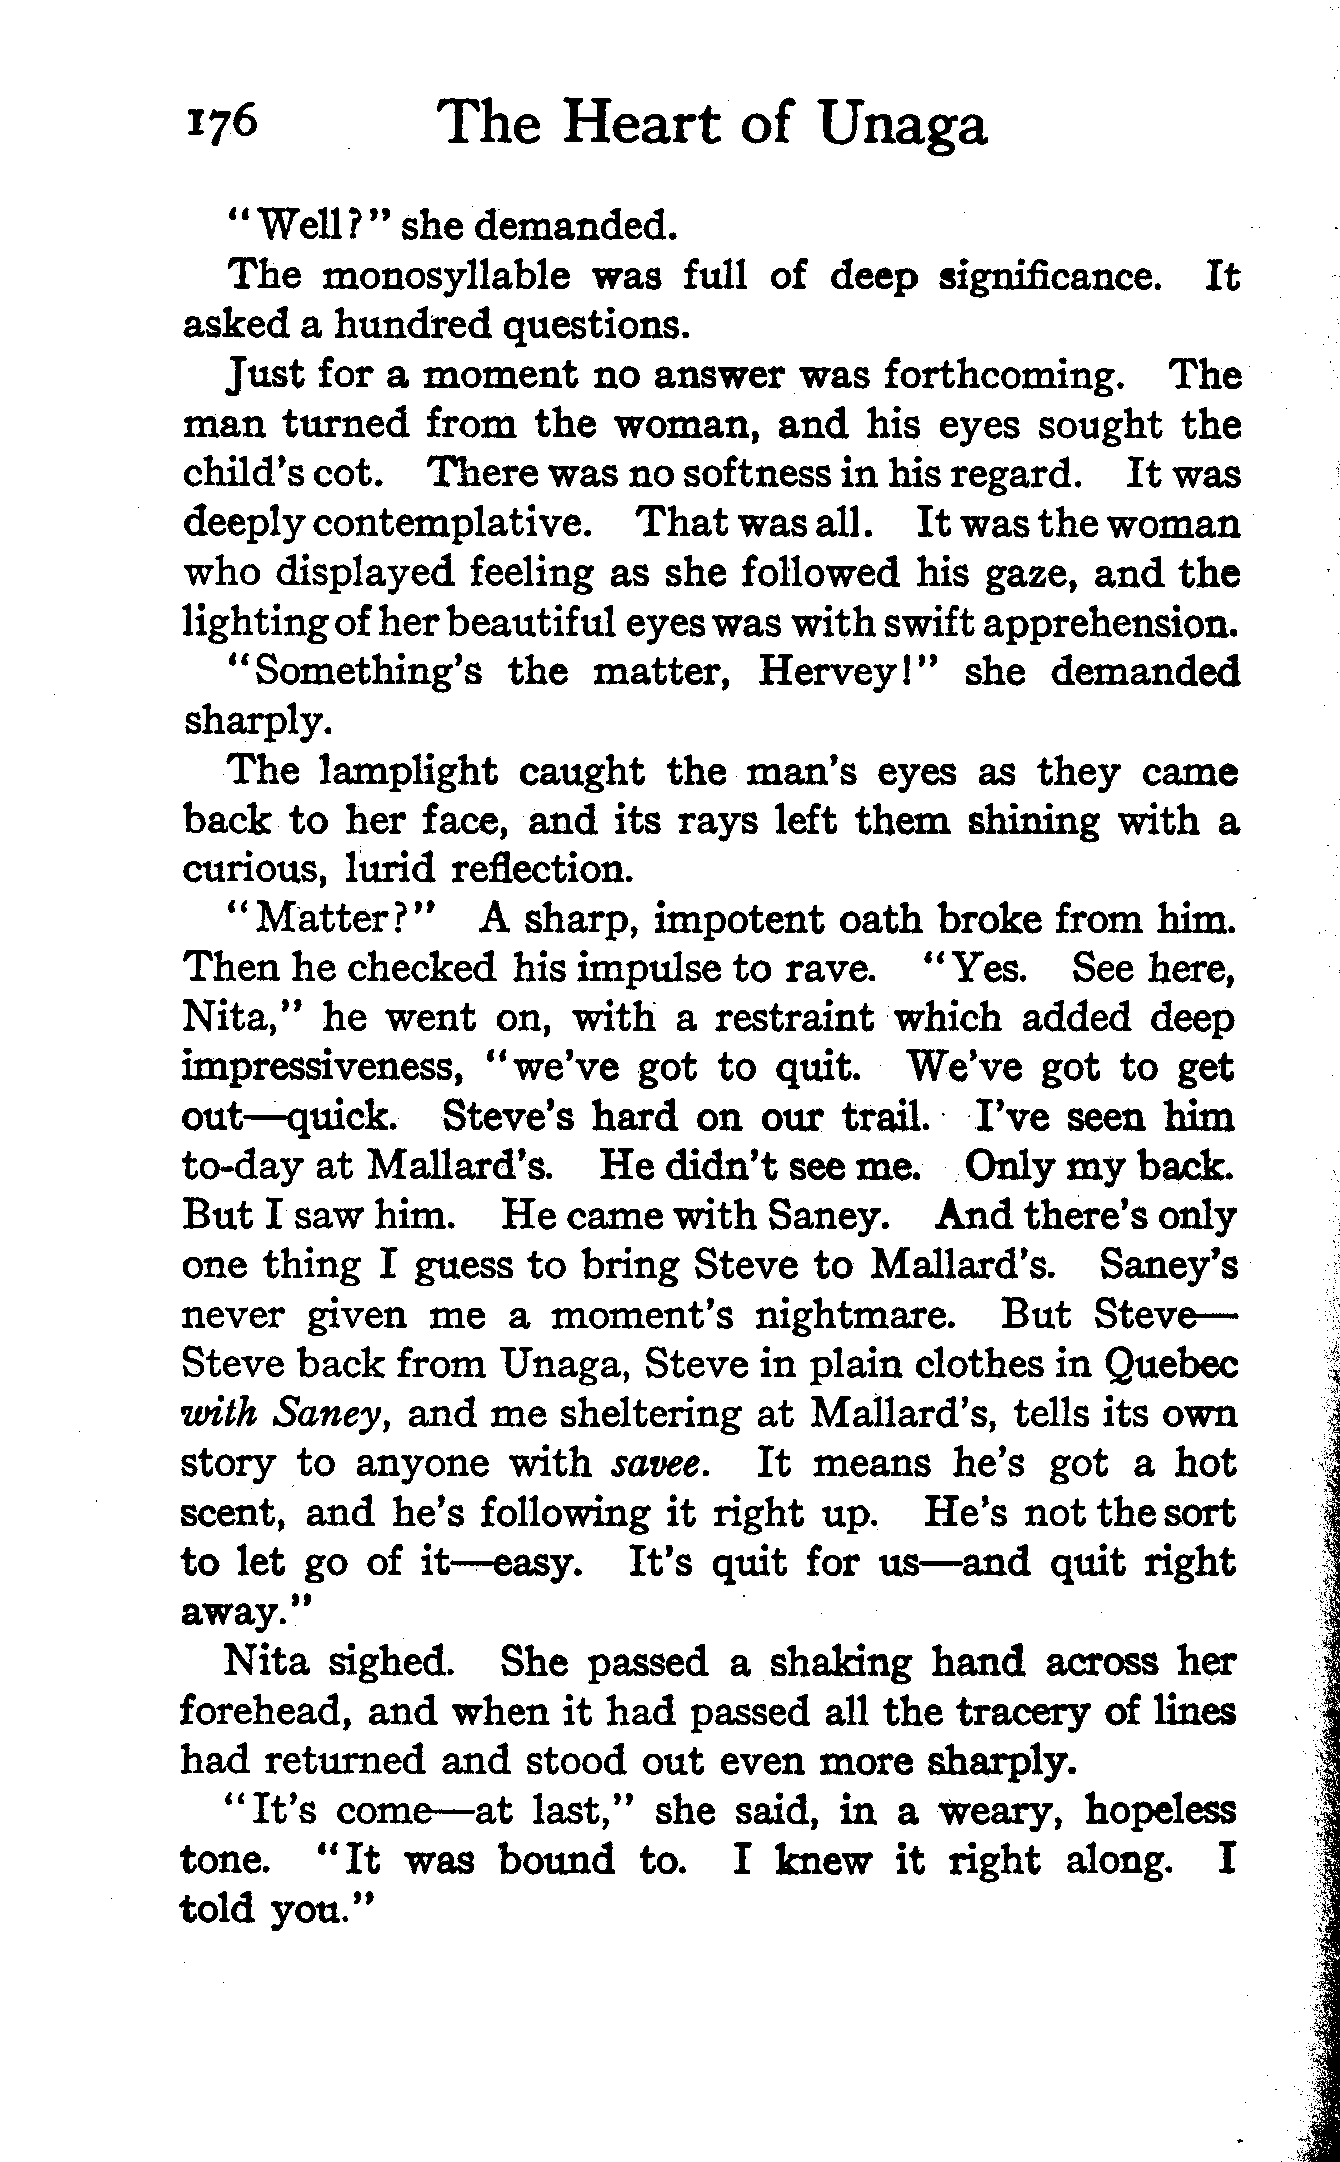 176 The Heart of Unaga
"Well?" she demanded.
The monosyllable was full of deep significance. It
asked a hundred questions.
Just for a moment no answer was forthcoming. The
man turned from the woman, and his eyes sought the
child's cot. There was no softness in his regard. It was
deeply contemplative. That was all. It was the woman
who displayed feeling as she followed his gaze, and the
lighting of her beautiful eyes was with swift apprehension.
"Something's the matter, Hervey!" she demanded
sharply.
The lamplight caught the man's eyes as they came
back to her face, and its rays left them shining with a
curious, lurid reflection.
"Matter?" A sharp, impotent oath broke from him.
Then he checked his impulse to rave. "Yes. See here,
Nita," he went on, with a restraint which added deep
impressiveness, "we've got to quit. We've got to get
out—quick. Steve's hard on our trail. I've seen him
to-day at Mallard's. He didn't see me. Only my back.
But I saw him. He came with Saney. And there's only
one thing I guess to bring Steve to Mallard's. Saney's
never given me a moment's nightmare. But Steve—
Steve back from Unaga, Steve in plain clothes in Quebec
with Saney, and me sheltering at Mallard's, tells its own
story to anyone with savee. It means he's got a hot
scent, and he's following it right up. He's not the sort
to let go of it—easy. It's quit for us—and quit right
away."
Nita sighed. She passed a shaking hand across her
forehead, and when it had passed all the tracery of lines
had returned and stood out even more sharply.
"It's come—at last," she said, in a weary, hopeless
tone. "It was bound to. I knew it right along. I
told you."